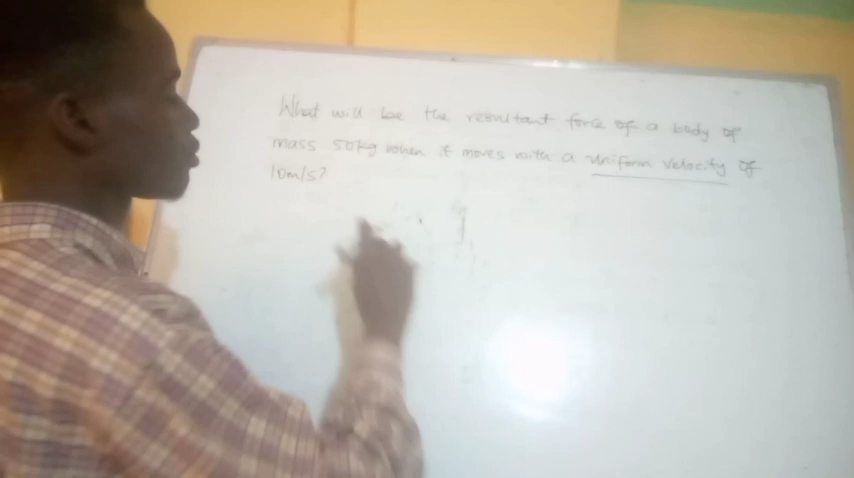 What will be the resultant force of a body of
mass 50kg when it moves with a uniform velocity of
10m/s?